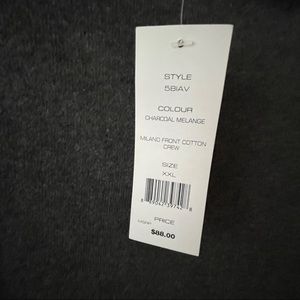 STYLE
5BIAV
COLOUR
CHARCOAL MELANGE
MILANO FRONT COTTON
CREW
SIZE
XXL
PRICE
$88.00